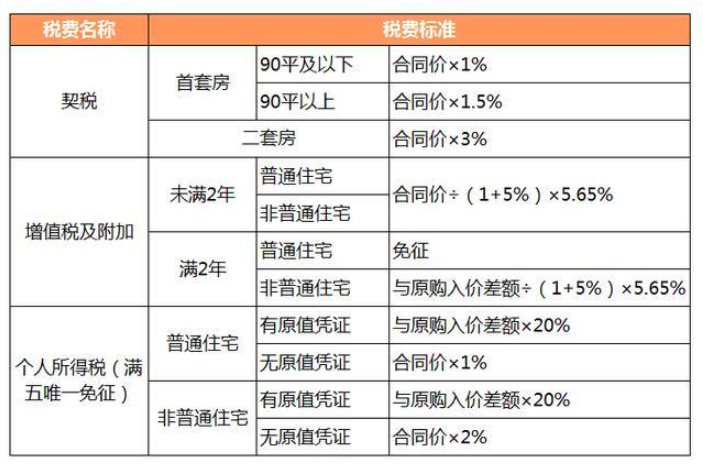 税费名称 税费标准
契税 首套房 90平及以下 合同价×1%
90平以上 合同价×1.5%
二套房 合同价×3%
增值税及附加 未满2年 普通住宅 合同价÷（1+5%）×5.65%
非普通住宅
满2年 普通住宅 免征
非普通住宅 与原购入价差额÷（1+5%）×5.65%
个人所得税（满
五唯一免征） 普通住宅 有原值凭证 与原购入价差额×20%
无原值凭证 合同价×1%
非普通住宅 有原值凭证 与原购入价差额×20%
无原值凭证 合同价×2%